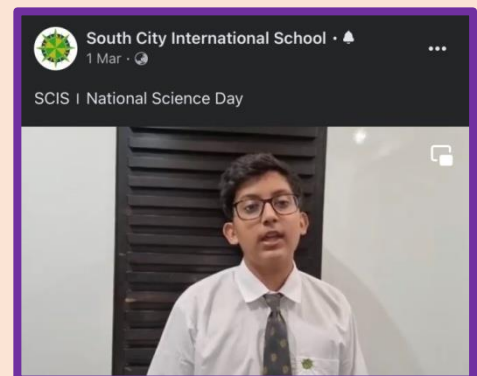 South City International School
1 Mar
SCIS | National Science Day